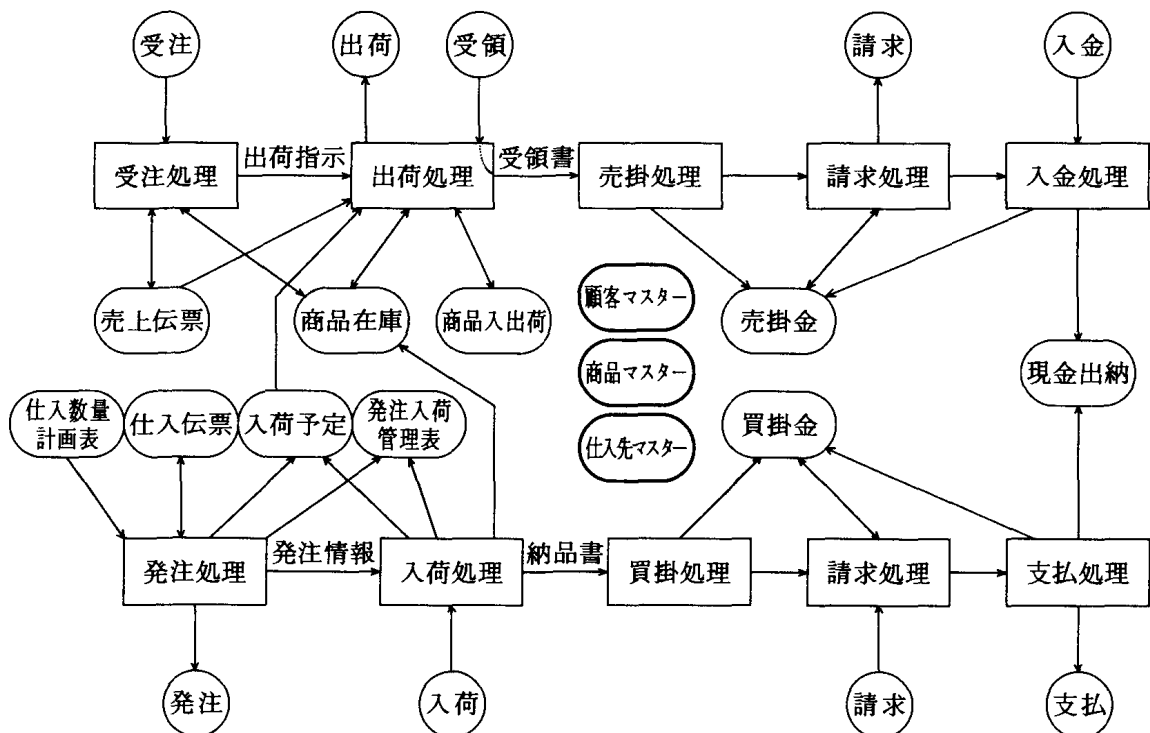 受注
出荷
受領
請求
入金
受注処理
出荷指示
出荷処理
受領書
売掛処理
請求処理
入金処理
売上伝票
商品在庫
商品入出荷
顧客マスター
売掛金
商品マスター
現金出納
仕入数量
計画表
仕入伝票
入荷予定
発注入荷
管理表
仕入先マスター
買掛金
発注処理
発注情報
入荷処理
納品書
買掛処理
請求処理
支払処理
発注
入荷
請求
支払